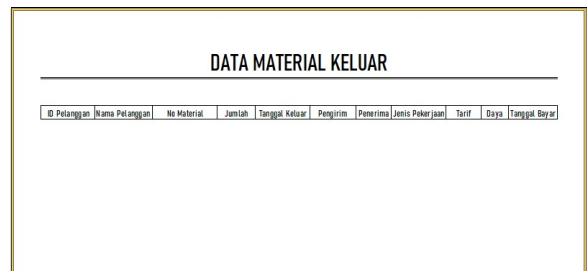 DATA MATERIAL KELUAR
ID Pelanggan Nama Pelanggan No Material Jumlah Tanggal Keluar Pengirim Penerima Jenis Pekerjaan Tarif Daya Tanggal Bayar